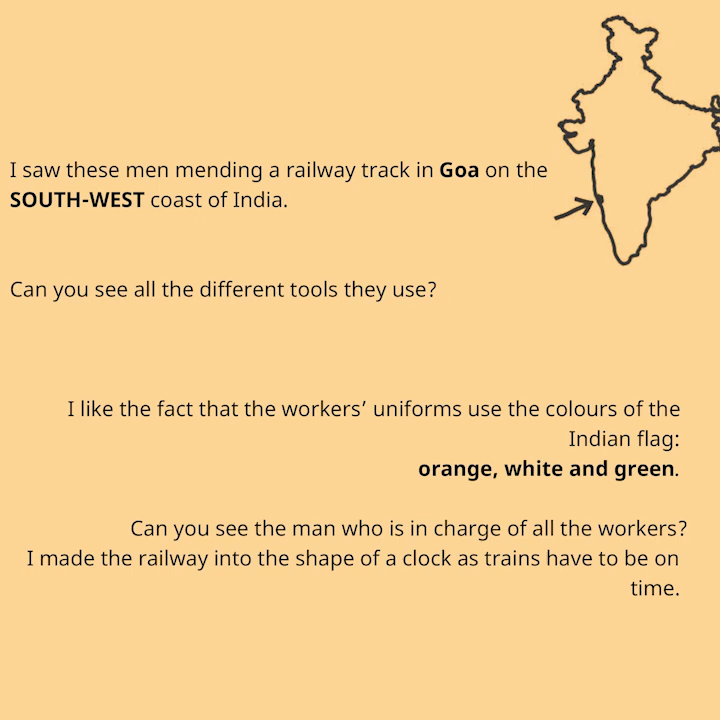 I saw these men mending a railway track in Goa on the
SOUTH-WEST coast of India.
Can you see all the different tools they use?
I like the fact that the workers’ uniforms use the colours of the
Indian flag:
orange, white and green.
Can you see the man who is in charge of all the workers?
I made the railway into the shape of a clock as trains have to be on
time.